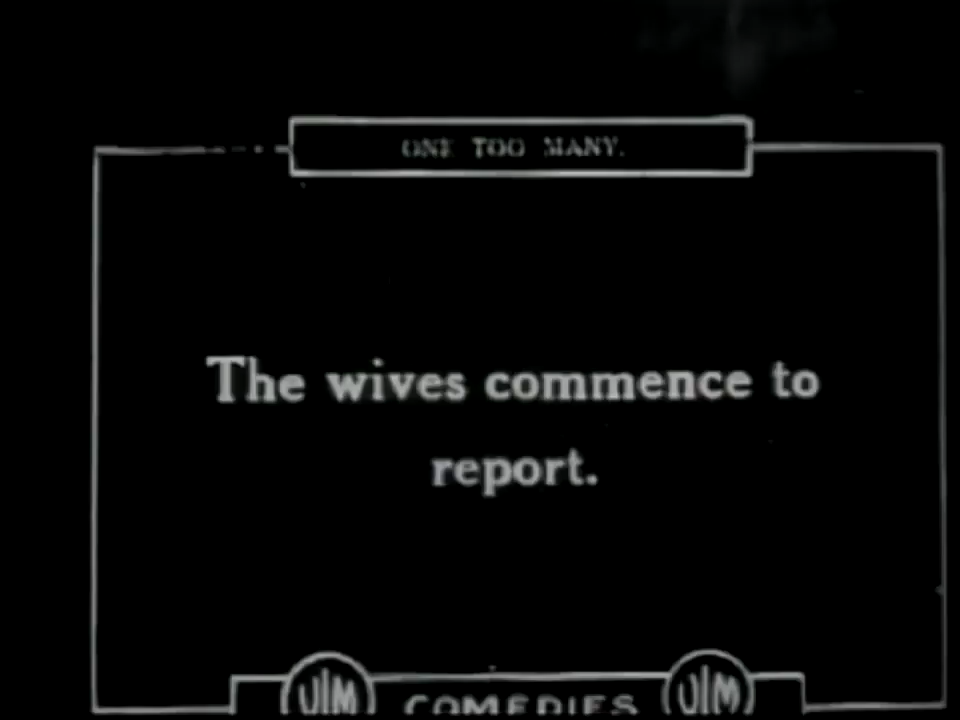 ONE TOO MANY.
The wives commence to
report.
VIM COMEDIES VIM